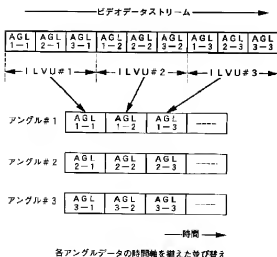 ビデオデータストリーム
AGL 1-1 AGL 2-1 AGL 3-1 AGL 1-2 AGL 2-2 AGL 3-2 AGL 1-3 AGL 2-3 AGL 3-3
ILVU#1 ILVU#2 ILVU#3
アングル#1 AGL 1-1 AGL 1-2 AGL 1-3 ----
アングル#2 AGL 2-1 AGL 2-2 AGL 2-3 ----
アングル#3 AGL 3-1 AGL 3-2 AGL 3-3 ----
時間
各アングルデータの時間軸を揃えた並び替え